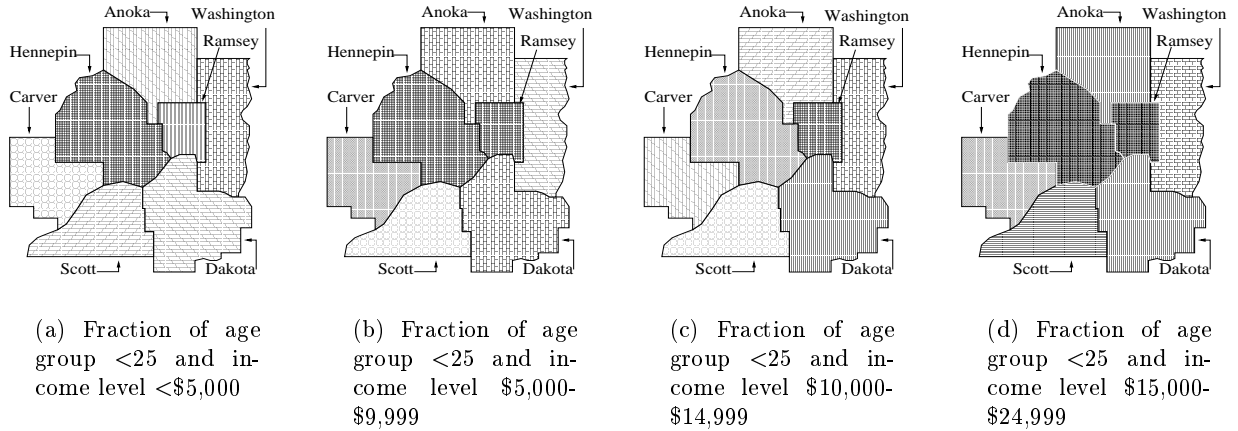 Anoka
Washington
Ramsey
Hennepin
Carver
Scott
Dakota
Anoka
Washington
Ramsey
Hennepin
Carver
Scott
Dakota
Anoka
Washington
Ramsey
Hennepin
Carver
Scott
Dakota
Anoka
Washington
Ramsey
Hennepin
Carver
Scott
Dakota
(a) Fraction of age
group <25 and in-
come level <$5,000
(b) Fraction of age
group <25 and in-
come level $5,000-
$9,999
(c) Fraction of age
group <25 and in-
come level $10,000-
$14,999
(d) Fraction of age
group <25 and in-
come level $15,000-
$24,999